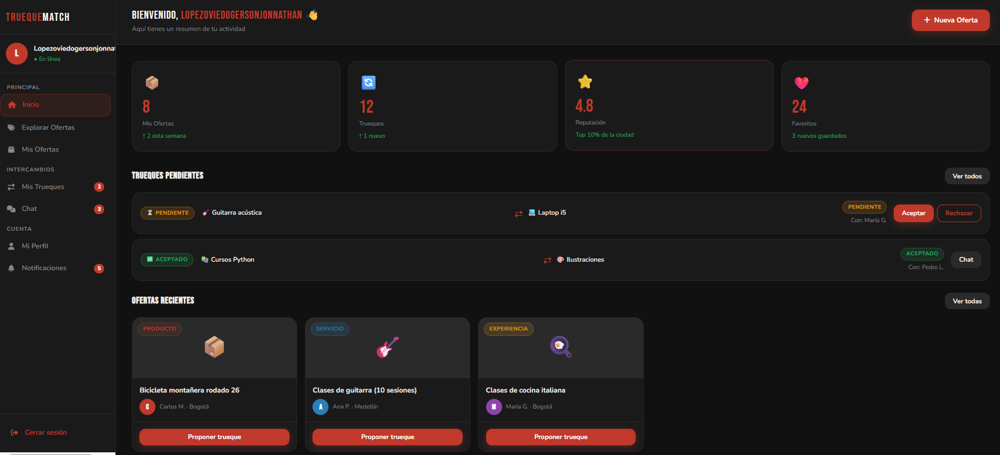 TRUEQUEMATCH
L
Lopezoviedogersonjonnat
En línea
PRINCIPAL
Inicio
Explorar Ofertas
Mis Ofertas
INTERCAMBIOS
Mis Trueques 2
Chat 3
CUENTA
Mi Perfil
Notificaciones 5
Cerrar sesión
BIENVENIDO, LOPEZOVIEDOGERSONJONNATHAN 👋
Aquí tienes un resumen de tu actividad
+ Nueva Oferta
8
Mis Ofertas
↑ 2 esta semana
12
Trueques
↑ 1 nuevo
4.8
Reputación
Top 10% de la ciudad
24
Favoritos
3 nuevos guardados
TRUEQUES PENDIENTES
Ver todos
⏳ PENDIENTE 🎸 Guitarra acústica ⇄ 💻 Laptop i5
PENDIENTE
Con: María G.
Aceptar
Rechazar
✅ ACEPTADO 📚 Cursos Python ⇄ 🎨 Ilustraciones
ACEPTADO
Con: Pedro L.
Chat
OFERTAS RECIENTES
Ver todas
PRODUCTO
Bicicleta montañera rodado 26
C Carlos M. · Bogotá
Proponer trueque
SERVICIO
Clases de guitarra (10 sesiones)
A Ana P. · Medellín
Proponer trueque
EXPERIENCIA
Clases de cocina italiana
M María G. · Bogotá
Proponer trueque